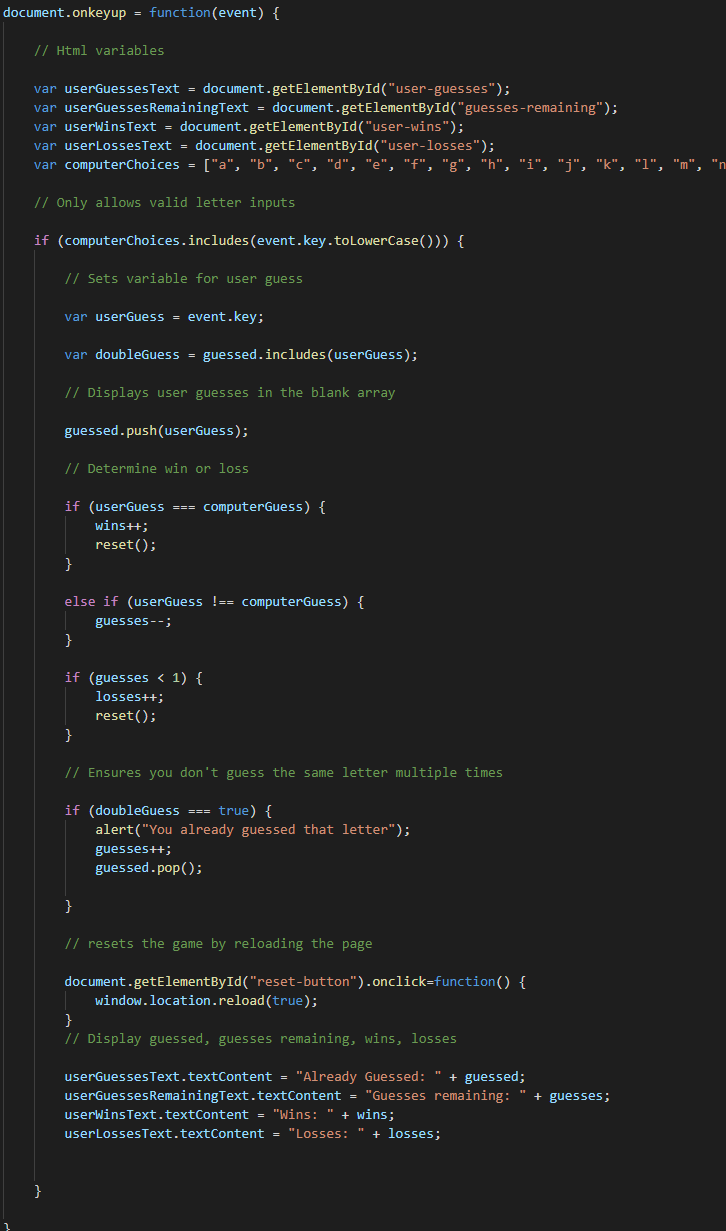 document.onkeyup = function(event) {
// Html variables
var userGuessesText = document.getElementById("user-guesses");
var userGuessesRemainingText = document.getElementById("guesses-remaining");
var userWinsText = document.getElementById("user-wins");
var userLossesText = document.getElementById("user-losses");
var computerChoices = ["a", "b", "c", "d", "e", "f", "g", "h", "i", "j", "k", "l", "m", "n
// Only allows valid letter inputs
if (computerChoices.includes(event.key.toLowerCase())) {
// Sets variable for user guess
var userGuess = event.key;
var doubleGuess = guessed.includes(userGuess);
// Displays user guesses in the blank array
guessed.push(userGuess);
// Determine win or loss
if (userGuess === computerGuess) {
wins++;
reset();
}
else if (userGuess !== computerGuess) {
guesses--;
}
if (guesses < 1) {
losses++;
reset();
}
// Ensures you don't guess the same letter multiple times
if (doubleGuess === true) {
alert("You already guessed that letter");
guesses++;
guessed.pop();
}
// resets the game by reloading the page
document.getElementById("reset-button").onclick=function() {
window.location.reload(true);
}
// Display guessed, guesses remaining, wins, losses
userGuessesText.textContent = "Already Guessed: " + guessed;
userGuessesRemainingText.textContent = "Guesses remaining: " + guesses;
userWinsText.textContent = "Wins: " + wins;
userLossesText.textContent = "Losses: " + losses;
}
}